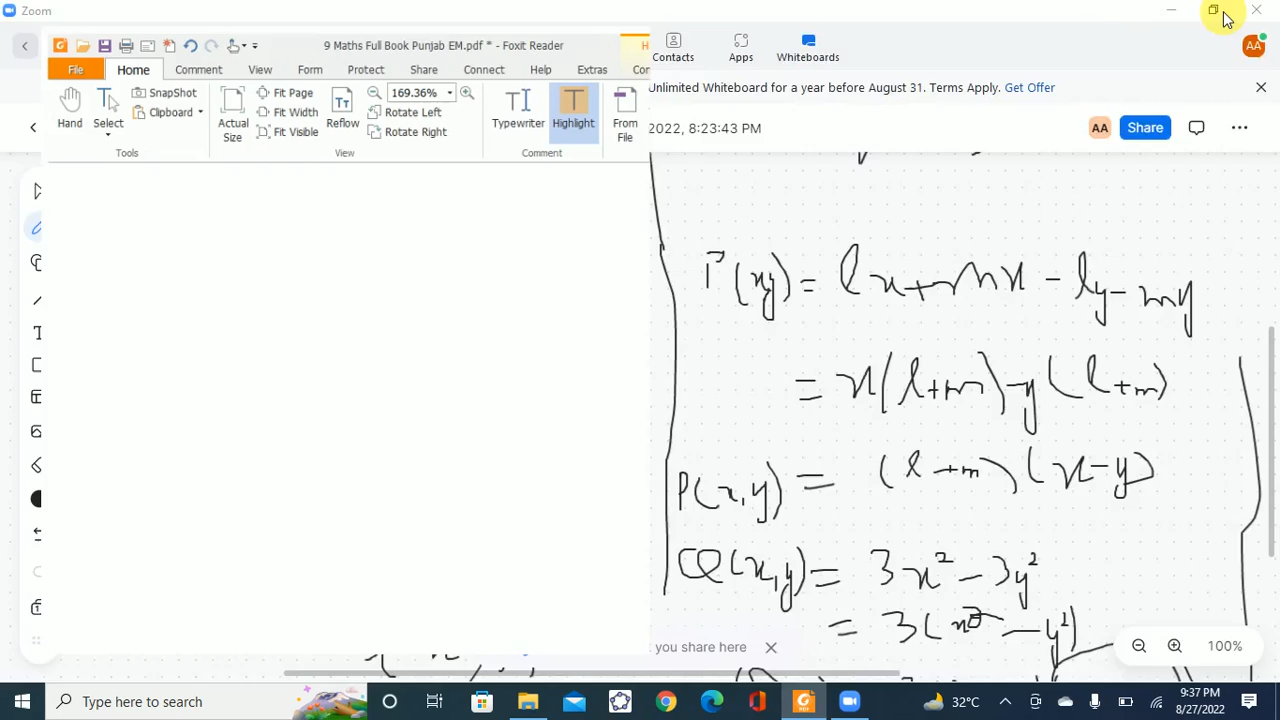 Zoom
9 Maths Full Book Punjab EM.pdf * - Foxit Reader
File Home Comment View Form Protect Share Connect Help Extras
Hand
Select
SnapShot
Clipboard
Tools
Actual Size
Fit Page
Fit Width
Fit Visible
Reflow
169.36%
Rotate Left
Rotate Right
View
Typewriter
Highlight
Comment
From File
Contacts
Apps
Whiteboards
AA
Unlimited Whiteboard for a year before August 31. Terms Apply. Get Offer
2022, 8:23:43 PM
AA
Share
P(xy) = lx+mx - ly-my
= x(l+m)-y(l+m)
P(x,y) = (l+m)(x-y)
Q(x,y) = 3x² - 3y²
= 3(x² - y²)
you share here
100%
Type here to search
32°C
9:37 PM
8/27/2022